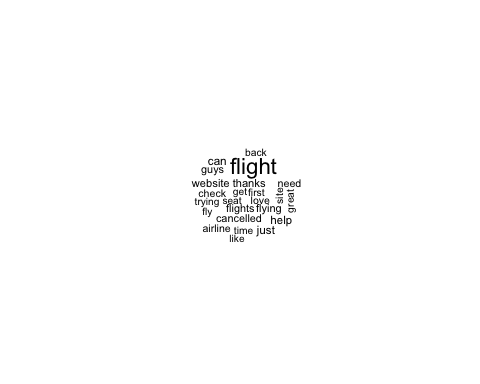 back
can
guys flight
website thanks need
check get first
trying seat love site great
fly flights flying
cancelled help
airline time just
like